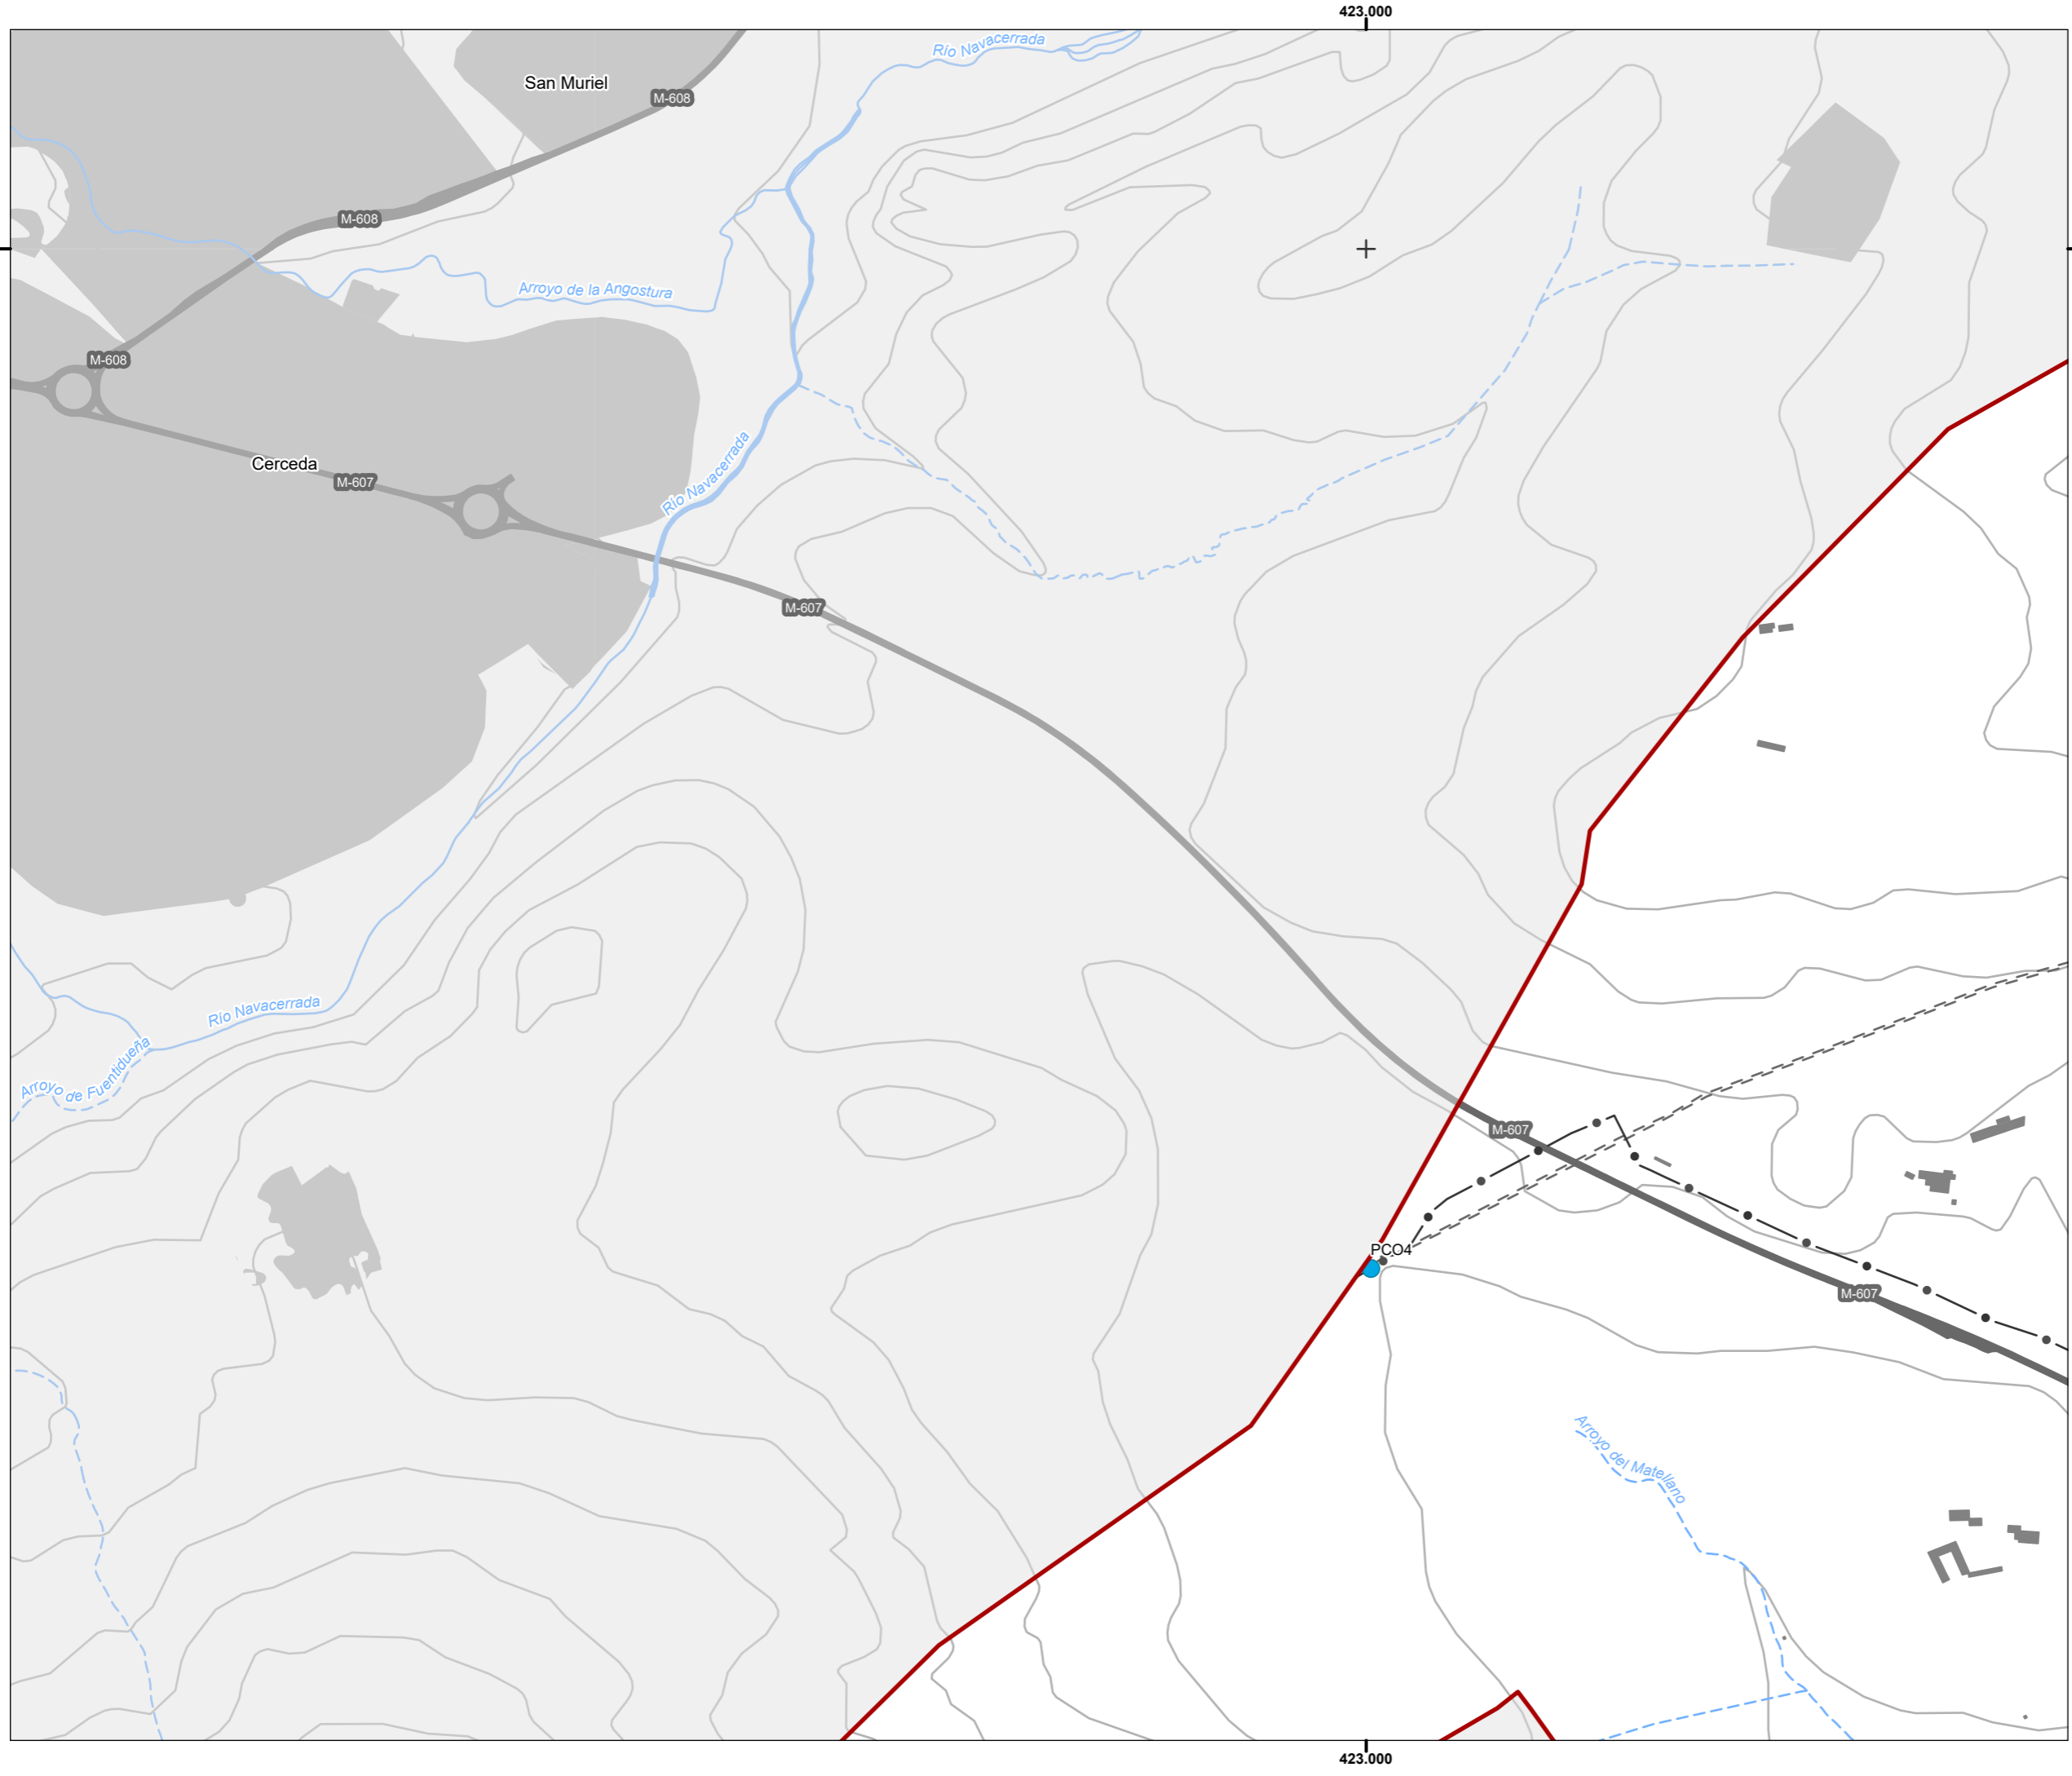 423.000
Río Navacerrada
San Muriel
M-608
M-608
Arroyo de la Angostura
M-608
Río Navacerrada
Cerceda
M-607
M-607
Río Navacerrada
Arroyo de Fuentidueña
M-607
PCO4
M-607
Arroyo del Matellano
423.000